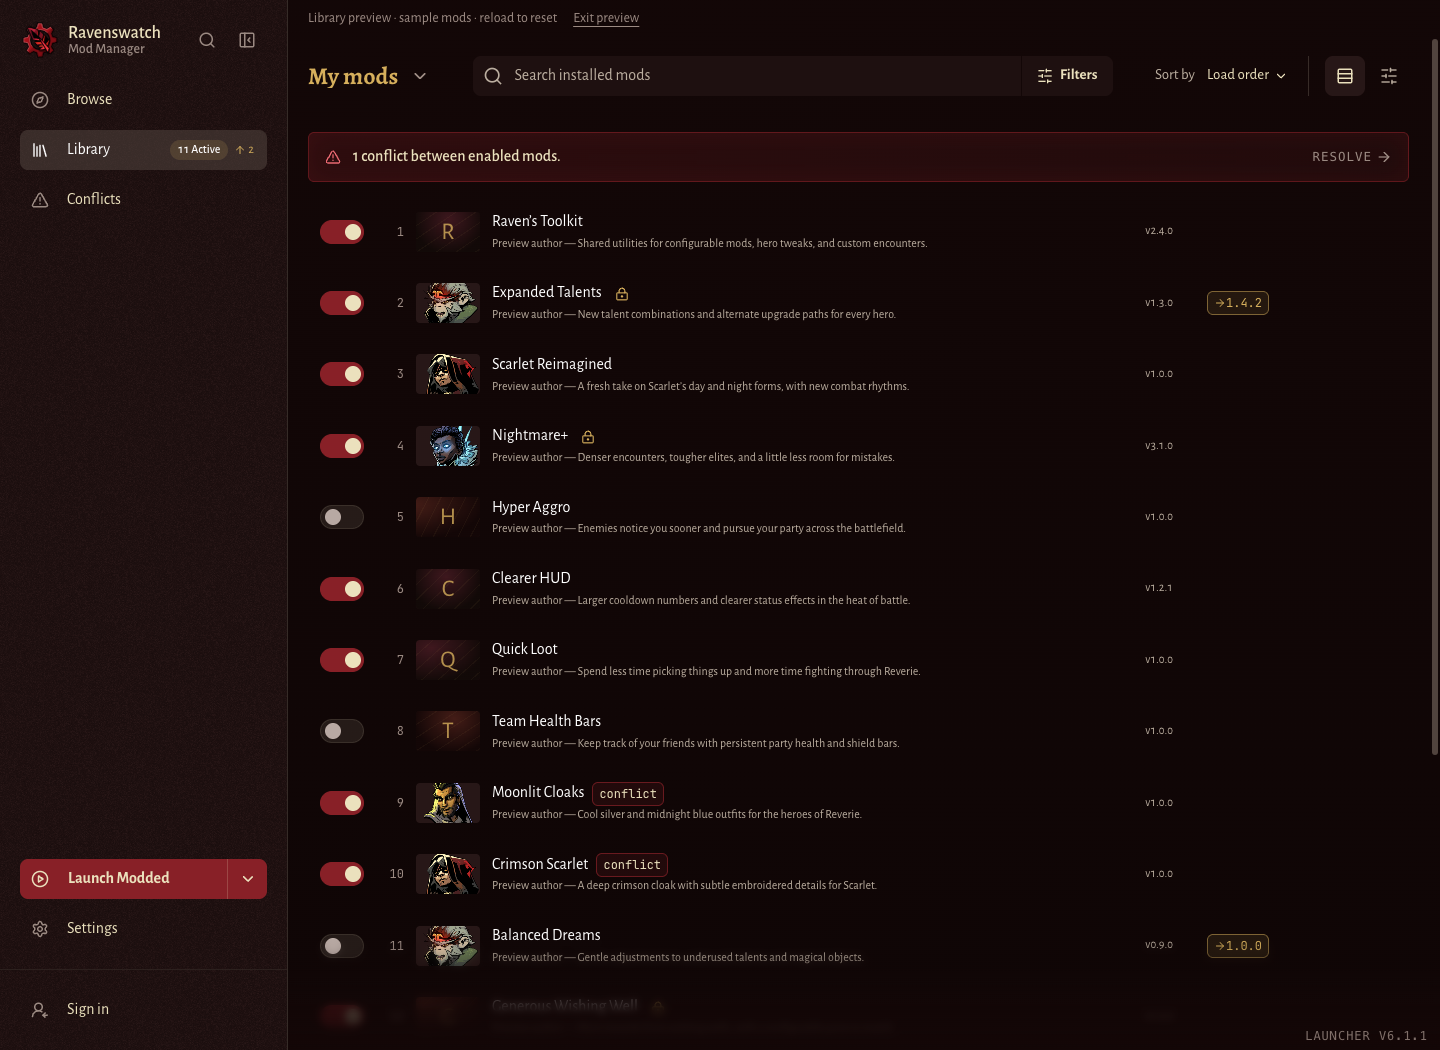 Ravenswatch
Mod Manager
Browse
Library
11 Active
2
Conflicts
Launch Modded
Settings
Sign in
Library preview · sample mods · reload to reset
Exit preview
My mods
Search installed mods
Filters
Sort by
Load order
1 conflict between enabled mods.
RESOLVE
1
R
Raven's Toolkit
Preview author — Shared utilities for configurable mods, hero tweaks, and custom encounters.
v2.4.0
2
Expanded Talents
Preview author — New talent combinations and alternate upgrade paths for every hero.
v1.3.0
→1.4.2
3
Scarlet Reimagined
Preview author — A fresh take on Scarlet's day and night forms, with new combat rhythms.
v1.0.0
4
Nightmare+
Preview author — Denser encounters, tougher elites, and a little less room for mistakes.
v3.1.0
5
H
Hyper Aggro
Preview author — Enemies notice you sooner and pursue your party across the battlefield.
v1.0.0
6
C
Clearer HUD
Preview author — Larger cooldown numbers and clearer status effects in the heat of battle.
v1.2.1
7
Q
Quick Loot
Preview author — Spend less time picking things up and more time fighting through Reverie.
v1.0.0
8
T
Team Health Bars
Preview author — Keep track of your friends with persistent party health and shield bars.
v1.0.0
9
Moonlit Cloaks
conflict
Preview author — Cool silver and midnight blue outfits for the heroes of Reverie.
v1.0.0
10
Crimson Scarlet
conflict
Preview author — A deep crimson cloak with subtle embroidered details for Scarlet.
v1.0.0
11
Balanced Dreams
Preview author — Gentle adjustments to underused talents and magical objects.
v0.9.0
→1.0.0
Generous Wishing Well
LAUNCHER V6.1.1